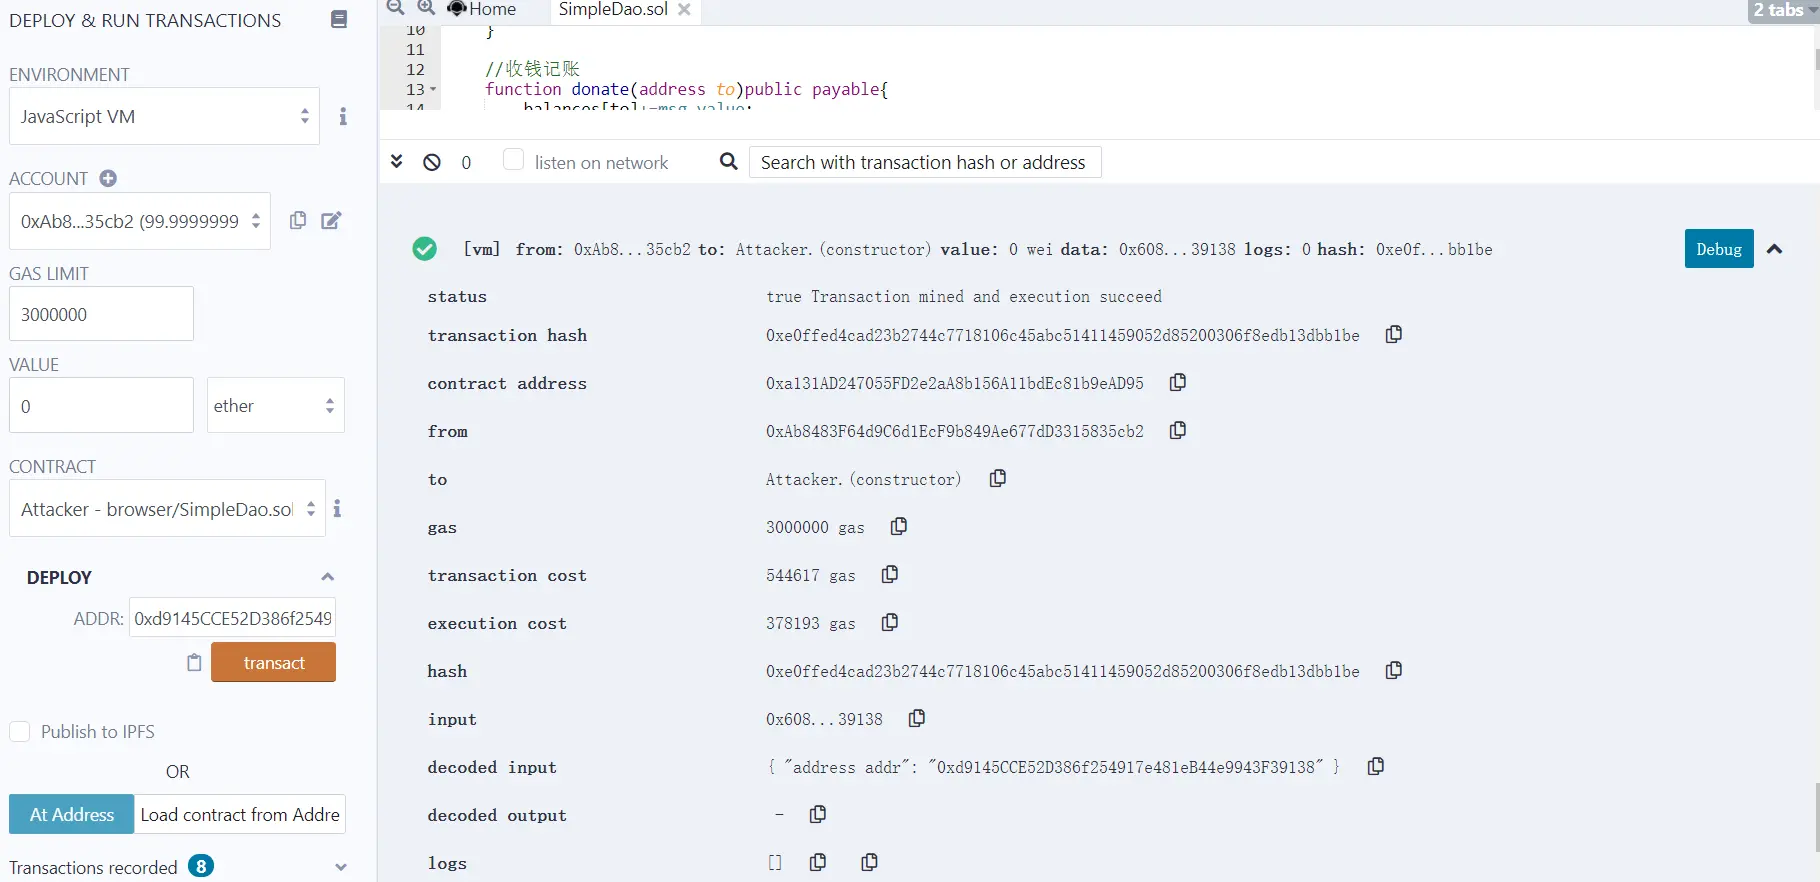 DEPLOY & RUN TRANSACTIONS
ENVIRONMENT
JavaScript VM
ACCOUNT
0xAb8...35cb2 (99.9999999
GAS LIMIT
3000000
VALUE
0
ether
CONTRACT
Attacker - browser/SimpleDao.sol
DEPLOY
ADDR: 0xd9145CCE52D386f2549
transact
Publish to IPFS
OR
At Address
Load contract from Addre
Transactions recorded 8
Home
SimpleDao.sol
2 tabs
10 }
11
12 //收钱记账
13 function donate(address to)public payable{
14 balances[to]+=msg.value;
0
listen on network
Search with transaction hash or address
[vm] from: 0xAb8...35cb2 to: Attacker.(constructor) value: 0 wei data: 0x608...39138 logs: 0 hash: 0xe0f...bb1be
Debug
status true Transaction mined and execution succeed
transaction hash 0xe0ffed4cad23b2744c7718106c45abc51411459052d85200306f8edb13dbb1be
contract address 0xa131AD247055FD2e2aA8b156A11bdEc81b9eAD95
from 0xAb8483F64d9C6d1EcF9b849Ae677dD3315835cb2
to Attacker.(constructor)
gas 3000000 gas
transaction cost 544617 gas
execution cost 378193 gas
hash 0xe0ffed4cad23b2744c7718106c45abc51411459052d85200306f8edb13dbb1be
input 0x608...39138
decoded input { "address addr": "0xd9145CCE52D386f254917e481eB44e9943F39138" }
decoded output -
logs []